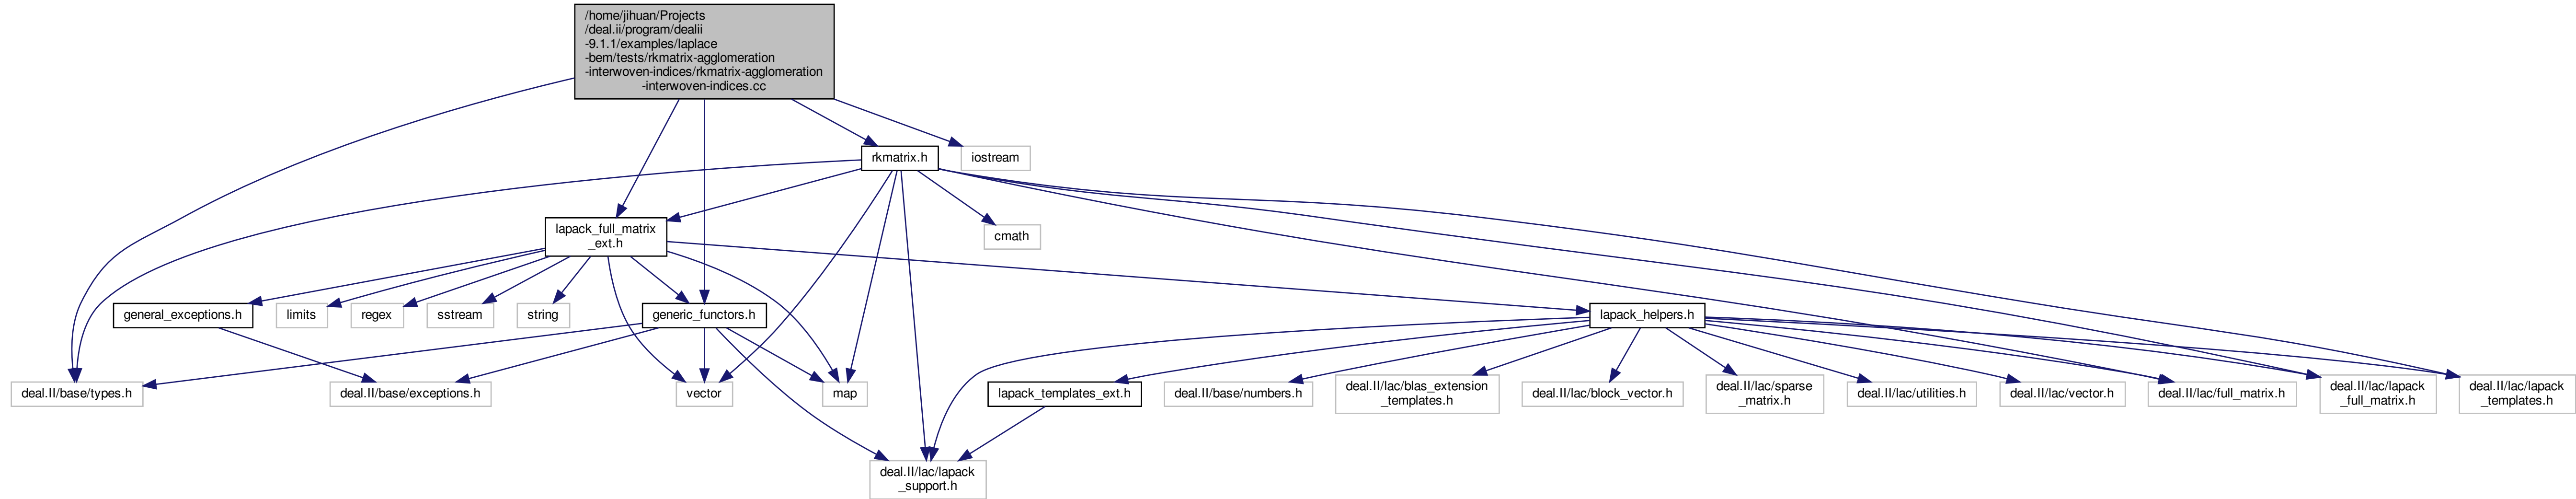 /home/jihuan/Projects
/deal.ii/program/dealii
-9.1.1/examples/laplace
-bem/tests/rkmatrix-agglomeration
-interwoven-indices/rkmatrix-agglomeration
-interwoven-indices.cc
rkmatrix.h
iostream
lapack_full_matrix
_ext.h
cmath
general_exceptions.h
limits
regex
sstream
string
generic_functors.h
lapack_helpers.h
deal.II/base/types.h
deal.II/base/exceptions.h
vector
map
lapack_templates_ext.h
deal.II/base/numbers.h
deal.II/lac/blas_extension
_templates.h
deal.II/lac/block_vector.h
deal.II/lac/sparse
_matrix.h
deal.II/lac/utilities.h
deal.II/lac/vector.h
deal.II/lac/full_matrix.h
deal.II/lac/lapack
_full_matrix.h
deal.II/lac/lapack
_templates.h
deal.II/lac/lapack
_support.h